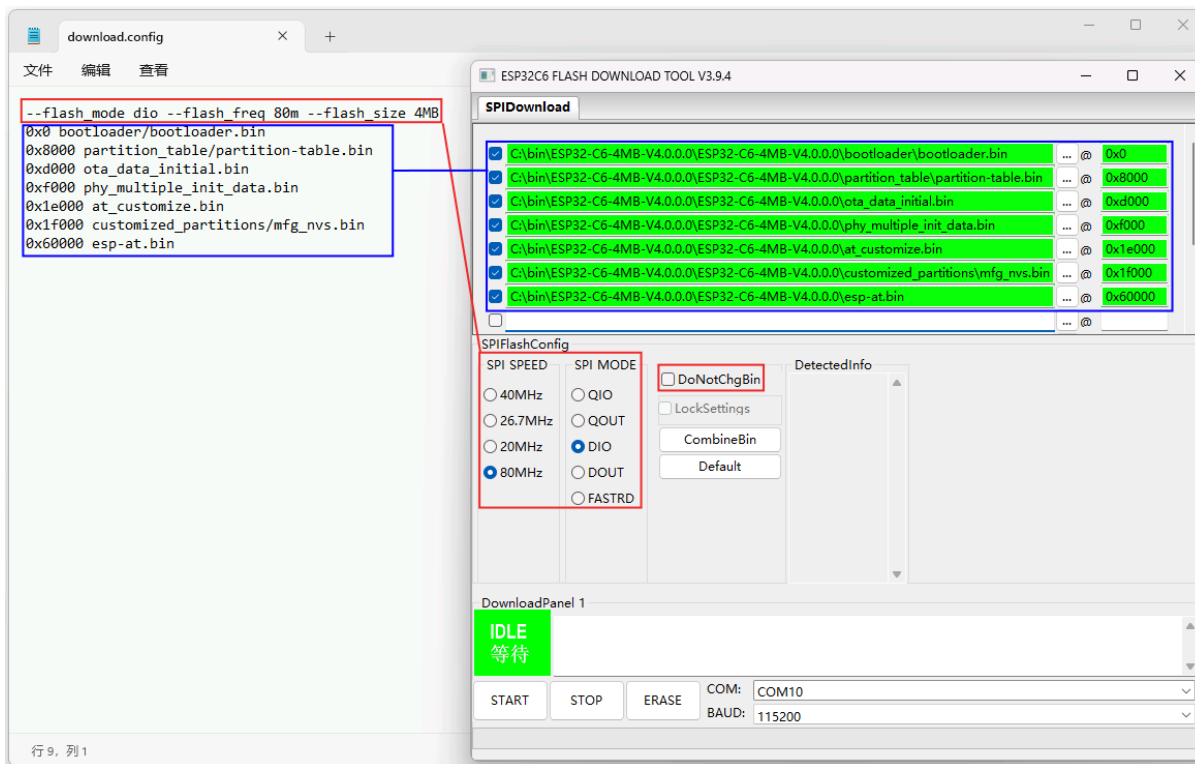 download.config
文件 编辑 查看
--flash_mode dio --flash_freq 80m --flash_size 4MB
0x0 bootloader/bootloader.bin
0x8000 partition_table/partition-table.bin
0xd000 ota_data_initial.bin
0xf000 phy_multiple_init_data.bin
0x1e000 at_customize.bin
0x1f000 customized_partitions/mfg_nvs.bin
0x60000 esp-at.bin
行 9, 列 1
ESP32C6 FLASH DOWNLOAD TOOL V3.9.4
SPIDownload
C:\bin\ESP32-C6-4MB-V4.0.0.0\ESP32-C6-4MB-V4.0.0.0\bootloader\bootloader.bin ... @ 0x0
C:\bin\ESP32-C6-4MB-V4.0.0.0\ESP32-C6-4MB-V4.0.0.0\partition_table\partition-table.bin ... @ 0x8000
C:\bin\ESP32-C6-4MB-V4.0.0.0\ESP32-C6-4MB-V4.0.0.0\ota_data_initial.bin ... @ 0xd000
C:\bin\ESP32-C6-4MB-V4.0.0.0\ESP32-C6-4MB-V4.0.0.0\phy_multiple_init_data.bin ... @ 0xf000
C:\bin\ESP32-C6-4MB-V4.0.0.0\ESP32-C6-4MB-V4.0.0.0\at_customize.bin ... @ 0x1e000
C:\bin\ESP32-C6-4MB-V4.0.0.0\ESP32-C6-4MB-V4.0.0.0\customized_partitions\mfg_nvs.bin ... @ 0x1f000
C:\bin\ESP32-C6-4MB-V4.0.0.0\ESP32-C6-4MB-V4.0.0.0\esp-at.bin ... @ 0x60000
... @
SPIFlashConfig
SPI SPEED
40MHz
26.7MHz
20MHz
80MHz
SPI MODE
QIO
QOUT
DIO
DOUT
FASTRD
DoNotChgBin
LockSettings
CombineBin
Default
DetectedInfo
DownloadPanel 1
IDLE
等待
START STOP ERASE
COM: COM10
BAUD: 115200